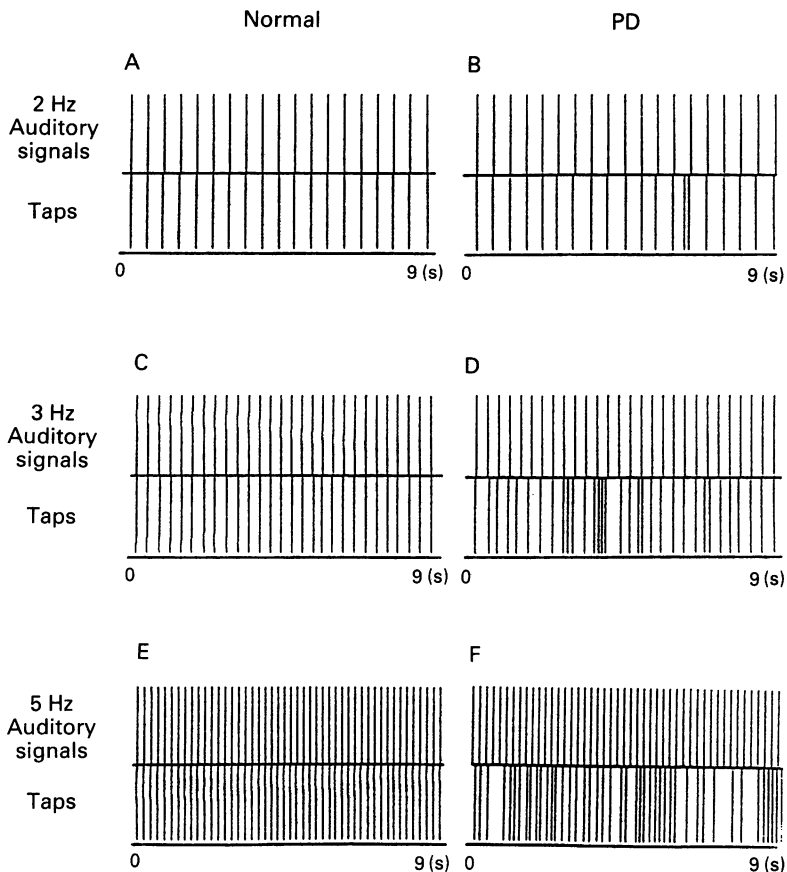 Normal
PD
A
B
2 Hz
Auditory
signals
Taps
0
9 (s)
0
9 (s)
C
D
3 Hz
Auditory
signals
Taps
0
9 (s)
0
9 (s)
E
F
5 Hz
Auditory
signals
Taps
0
9 (s)
0
9 (s)